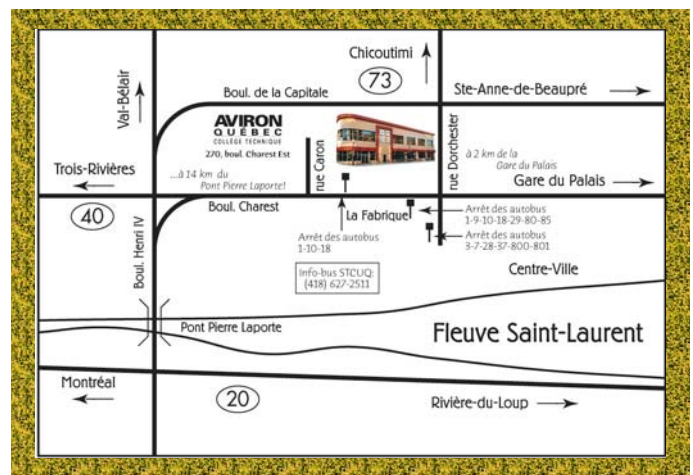 Chicoutimi
73
Val-Bélair
Boul. de la Capitale
Ste-Anne-de-Beaupré
AVIRON
QUÉBEC
COLLÈGE TECHNIQUE
270, boul. Charest Est
rue Caron
rue Dorchester
à 2 km de la
Gare du Palais
Trois-Rivières
...à 14 km du
Pont Pierre Laporte!
Gare du Palais
40
Boul. Charest
La Fabrique
Arrêt des autobus
1-9-10-18-29-80-85
Arrêt des autobus
1-10-18
Arrêt des autobus
3-7-28-37-800-801
Boul. Henri IV
Info-bus STCUQ:
(418) 627-2511
Centre-Ville
Pont Pierre Laporte
Fleuve Saint-Laurent
Montréal
20
Rivière-du-Loup